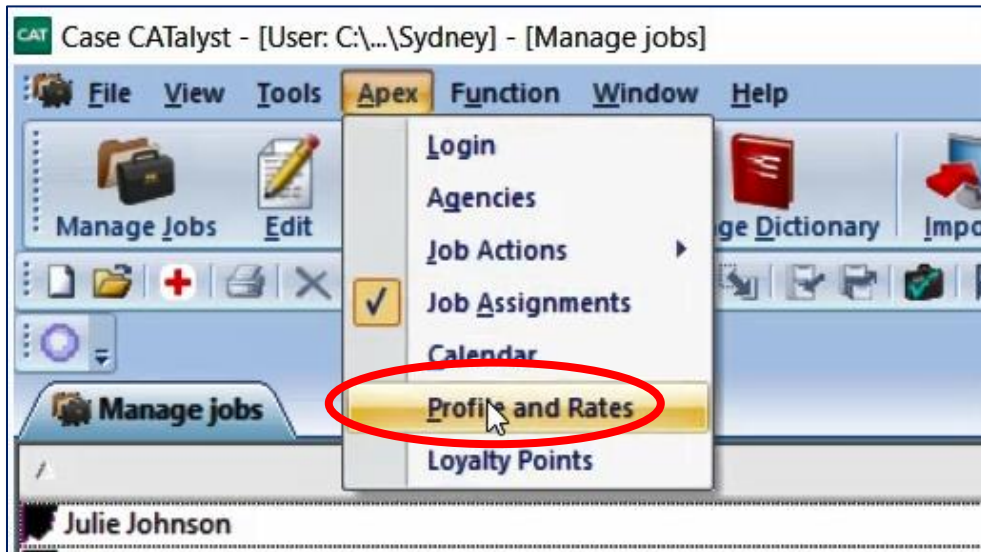 CAT Case CATalyst - [User: C:\...\Sydney] - [Manage jobs]
File View Tools Apex Function Window Help
Login
Agencies
Manage Jobs Edit ge Dictionary Impo
Job Actions
Job Assignments
Calendar
Manage jobs
Profile and Rates
Loyalty Points
/
Julie Johnson